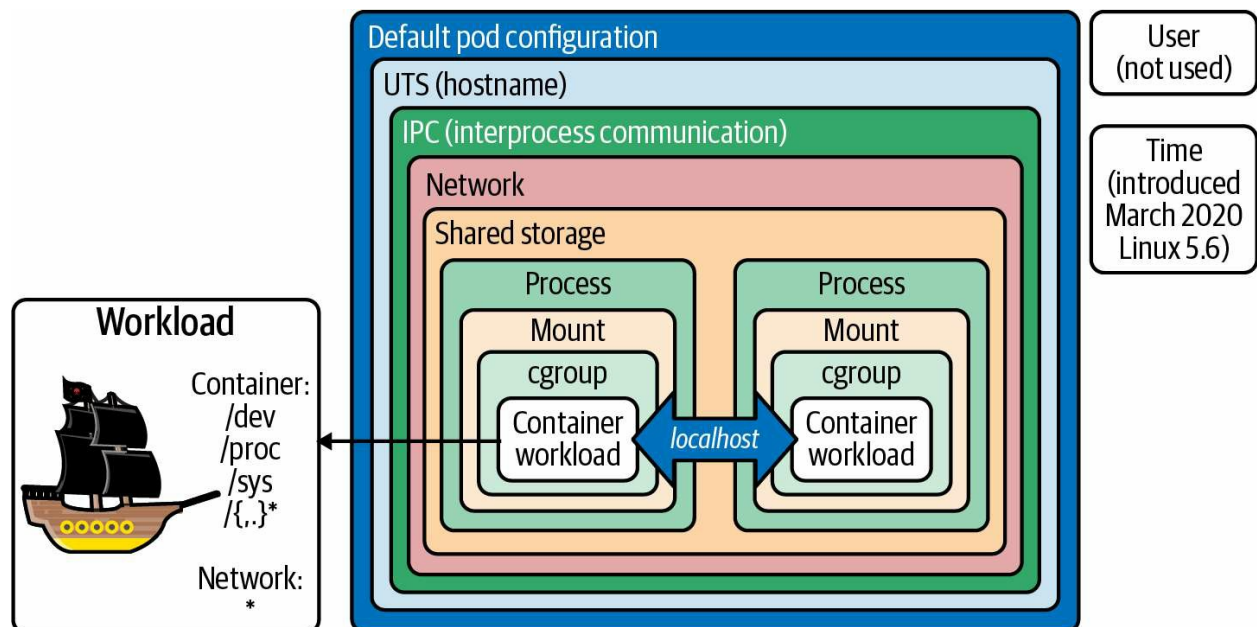 Default pod configuration
UTS (hostname)
IPC (interprocess communication)
Network
Shared storage
Process
Mount
cgroup
Container
workload
localhost
Process
Mount
cgroup
Container
workload
User
(not used)
Time
(introduced
March 2020
Linux 5.6)
Workload
Container:
/dev
/proc
/sys
/{,.}*
Network:
*